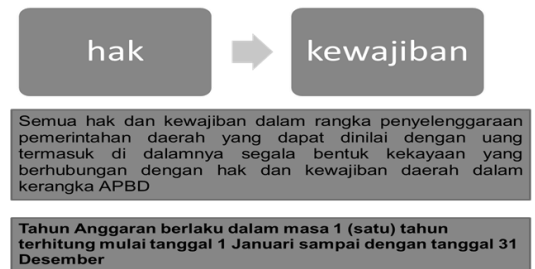 hak
kewajiban
Semua hak dan kewajiban dalam rangka penyelenggaraan
pemerintahan daerah yang dapat dinilai dengan uang
termasuk di dalamnya segala bentuk kekayaan yang
berhubungan dengan hak dan kewajiban daerah dalam
kerangka APBD
Tahun Anggaran berlaku dalam masa 1 (satu) tahun
terhitung mulai tanggal 1 Januari sampai dengan tanggal 31
Desember